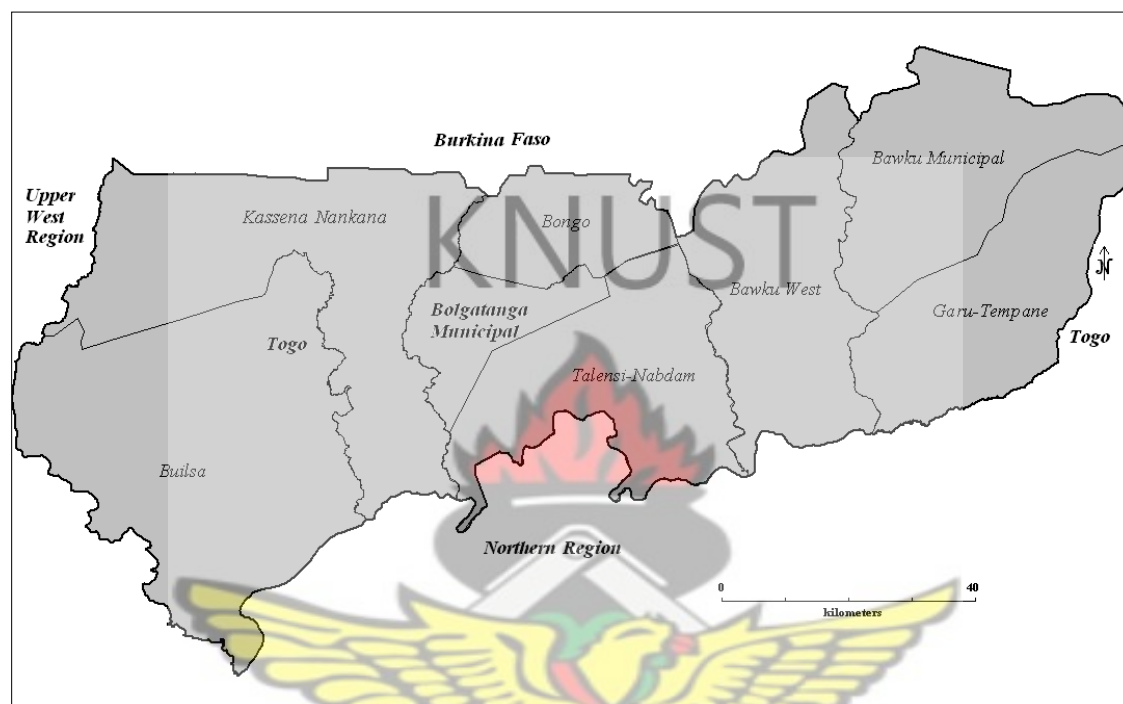 Burkina Faso
Bawku Municipal
Upper
West
Region
Kassena Nankana
KNUST
Bongo
N
Bawku West
Bolgatanga
Municipal
Garu-Tempane
Togo
Togo
Talensi-Nabdam
Builsa
Northern Region
0 40
kilometers